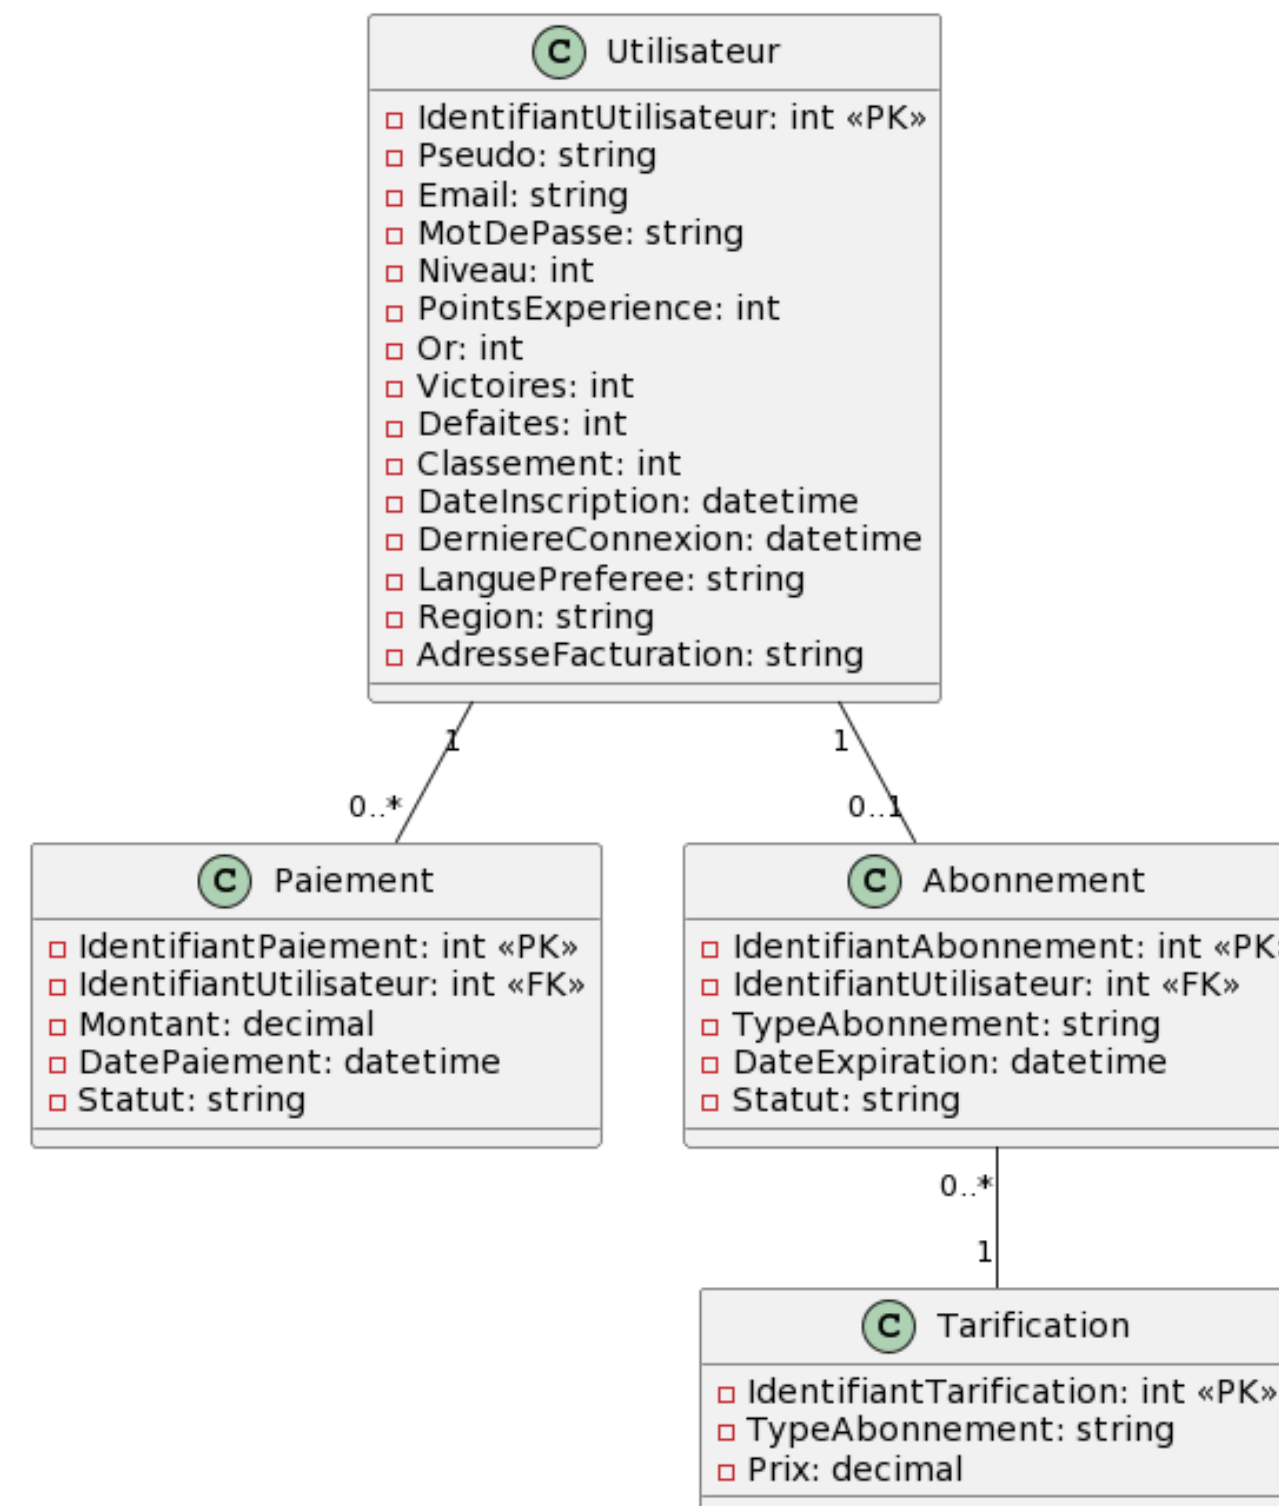 C Utilisateur
IdentifiantUtilisateur: int «PK»
Pseudo: string
Email: string
MotDePasse: string
Niveau: int
PointsExperience: int
Or: int
Victoires: int
Defaites: int
Classement: int
DateInscription: datetime
DerniereConnexion: datetime
LanguePreferee: string
Region: string
AdresseFacturation: string
1 1
0..* 0..1
C Paiement
IdentifiantPaiement: int «PK»
IdentifiantUtilisateur: int «FK»
Montant: decimal
DatePaiement: datetime
Statut: string
C Abonnement
IdentifiantAbonnement: int «PK»
IdentifiantUtilisateur: int «FK»
TypeAbonnement: string
DateExpiration: datetime
Statut: string
0..*
1
C Tarification
IdentifiantTarification: int «PK»
TypeAbonnement: string
Prix: decimal